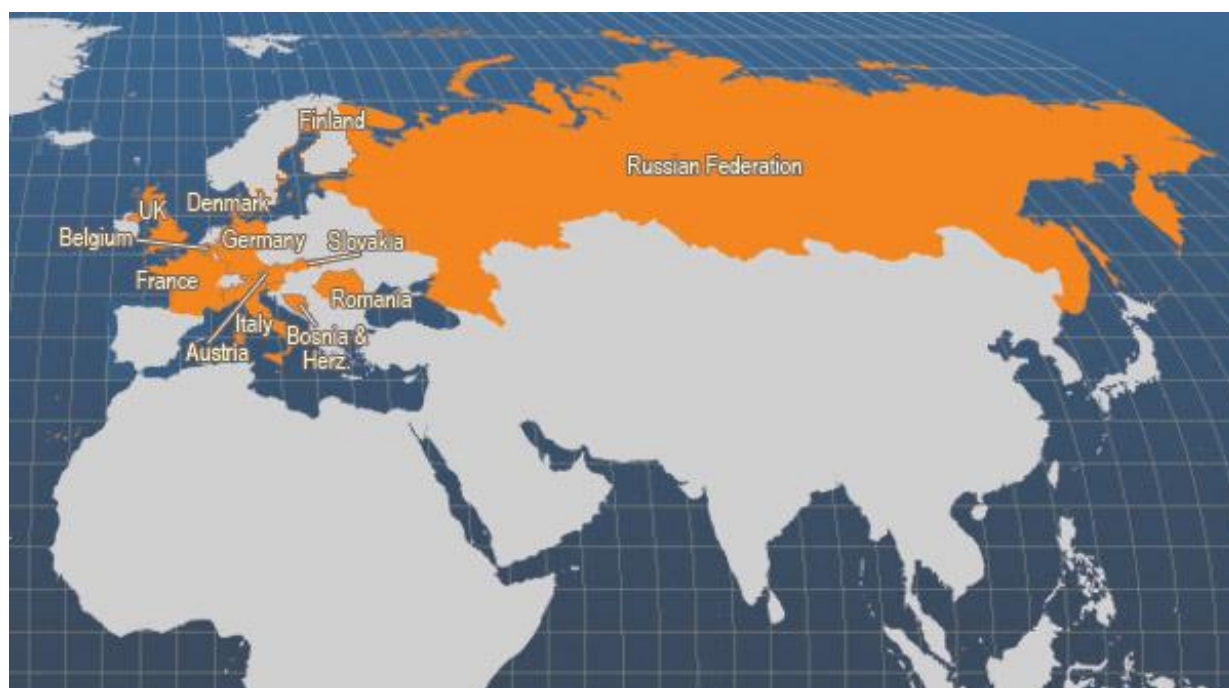 Finland
Russian Federation
UK
Denmark
Belgium
Germany
Slovakia
France
Romania
Italy
Bosnia &
Herz.
Austria